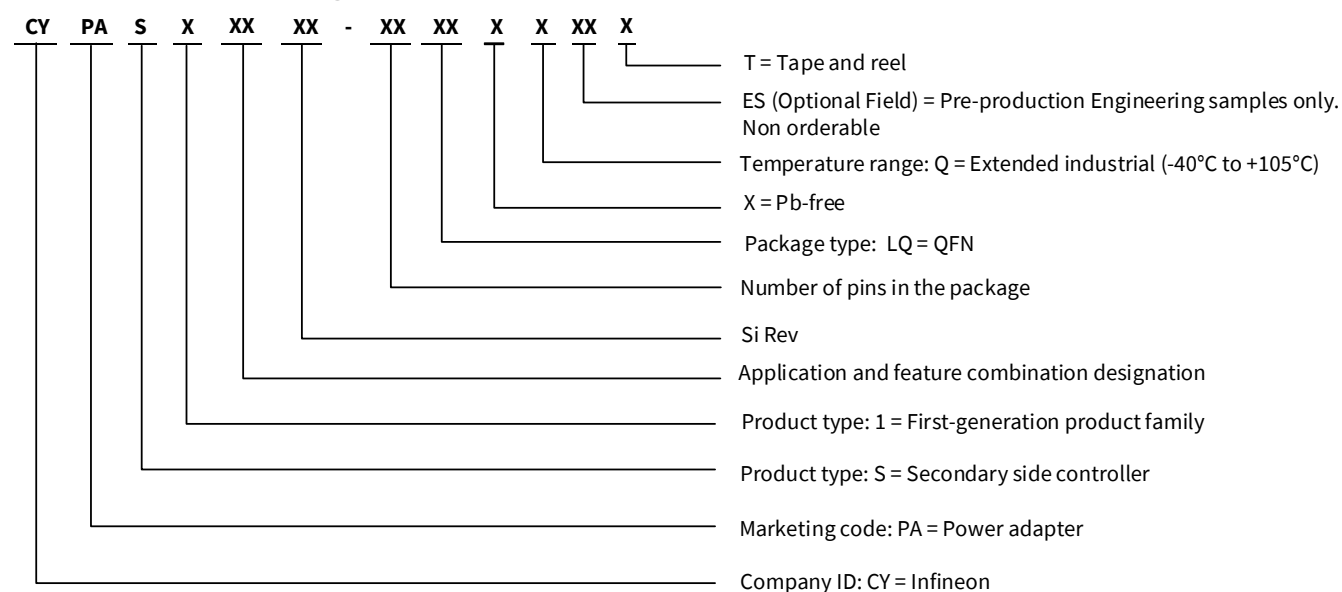 CY PA S X XX XX - XX XX X X XX X
T = Tape and reel
ES (Optional Field) = Pre-production Engineering samples only.
Non orderable
Temperature range: Q = Extended industrial (-40°C to +105°C)
X = Pb-free
Package type: LQ = QFN
Number of pins in the package
Si Rev
Application and feature combination designation
Product type: 1 = First-generation product family
Product type: S = Secondary side controller
Marketing code: PA = Power adapter
Company ID: CY = Infineon